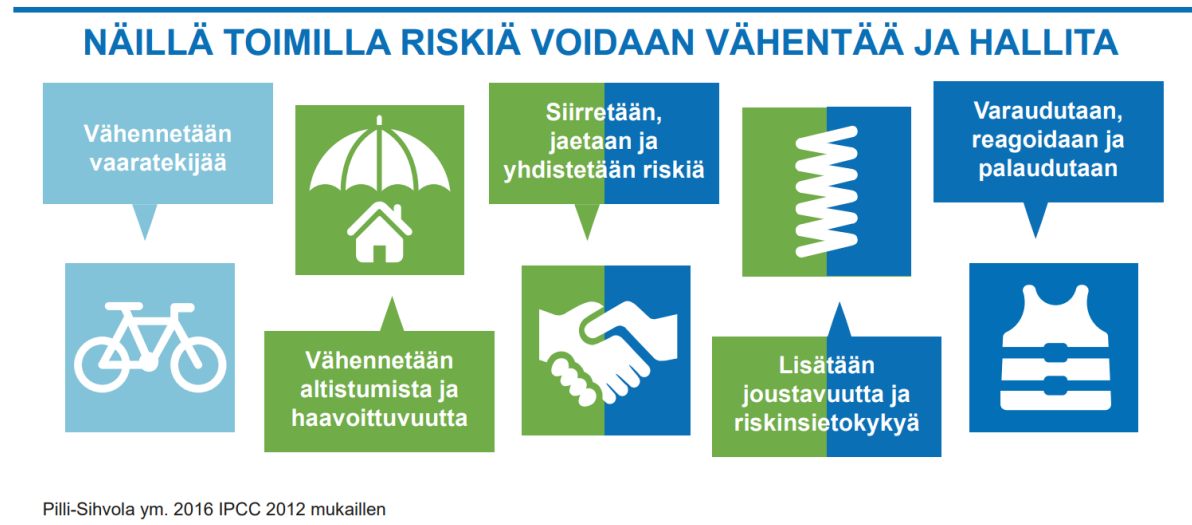 NÄILLÄ TOIMILLA RISKIÄ VOIDAAN VÄHENTÄÄ JA HALLITA
Vähennetään
vaaratekijää
Vähennetään
altistumista ja
haavoittuvuutta
Siirretään,
jaetaan ja
yhdistetään riskiä
Lisätään
joustavuutta ja
riskinsietokykyä
Varaudutaan,
reagoidaan ja
palaudutaan
Pilli-Sihvola ym. 2016 IPCC 2012 mukaillen